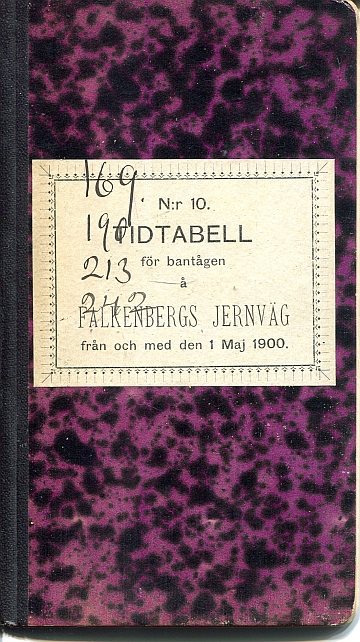 169.
N:r 10.
190
TIDTABELL
för bantågen
213
å
242
FALKENBERGS JERNVÄG
från och med den 1 Maj 1900.